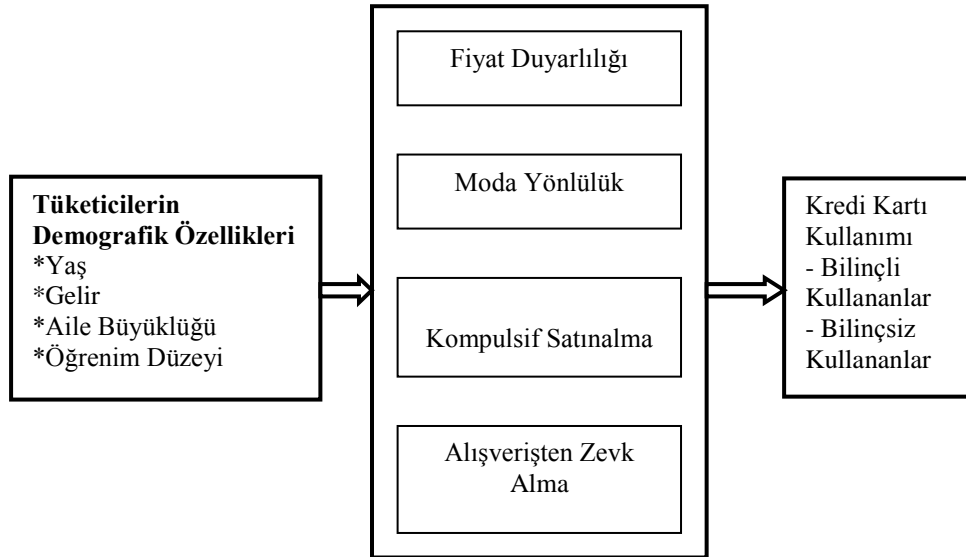 Tüketicilerin
Demografik Özellikleri
*Yaş
*Gelir
*Aile Büyüklüğü
*Öğrenim Düzeyi
Fiyat Duyarlılığı
Moda Yönlülük
Kompulsif Satınalma
Alışverişten Zevk
Alma
Kredi Kartı
Kullanımı
- Bilinçli
Kullananlar
- Bilinçsiz
Kullananlar